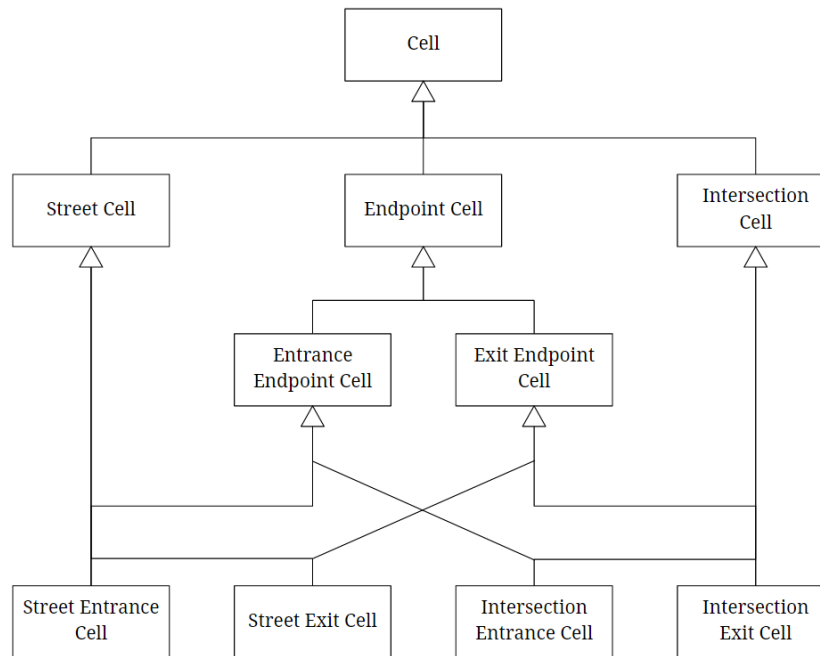 Cell
Street Cell
Endpoint Cell
Intersection
Cell
Entrance
Endpoint Cell
Exit Endpoint
Cell
Street Entrance
Cell
Street Exit Cell
Intersection
Entrance Cell
Intersection
Exit Cell